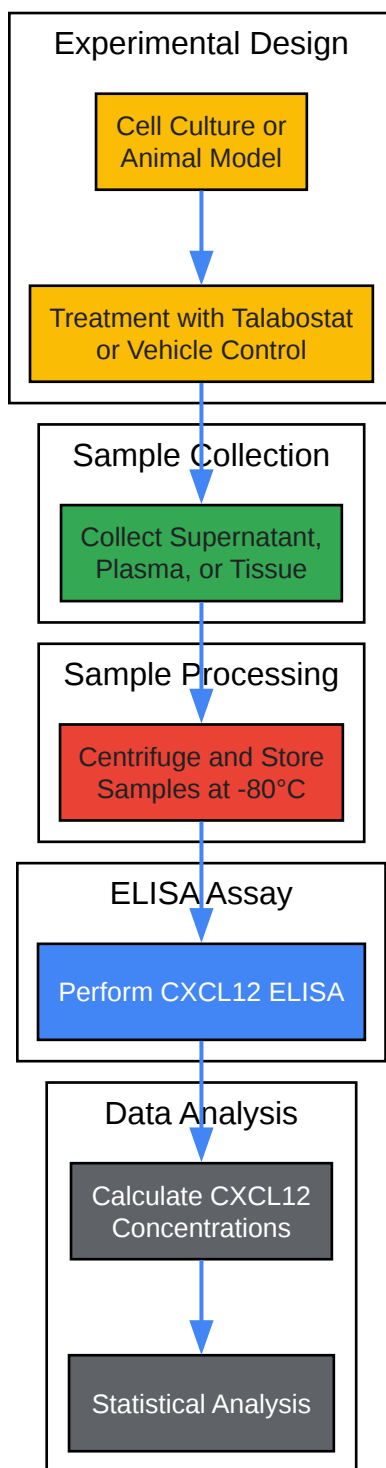 Experimental Design
Cell Culture or
Animal Model
Treatment with Talabostat
or Vehicle Control
Sample Collection
Collect Supernatant,
Plasma, or Tissue
Sample Processing
Centrifuge and Store
Samples at -80°C
ELISA Assay
Perform CXCL12 ELISA
Data Analysis
Calculate CXCL12
Concentrations
Statistical Analysis